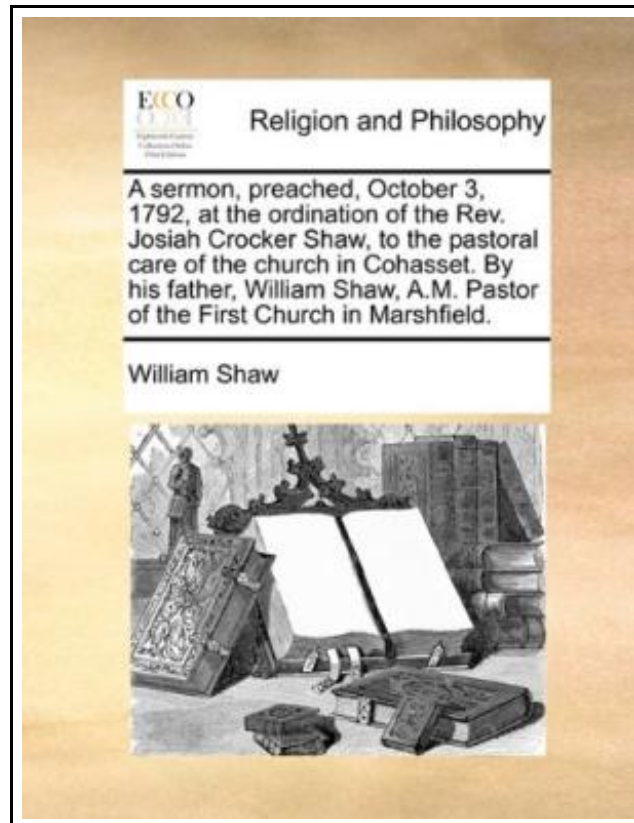 ECCO
Religion and Philosophy
A sermon, preached, October 3,
1792, at the ordination of the Rev.
Josiah Crocker Shaw, to the pastoral
care of the church in Cohasset. By
his father, William Shaw, A.M. Pastor
of the First Church in Marshfield.
William Shaw